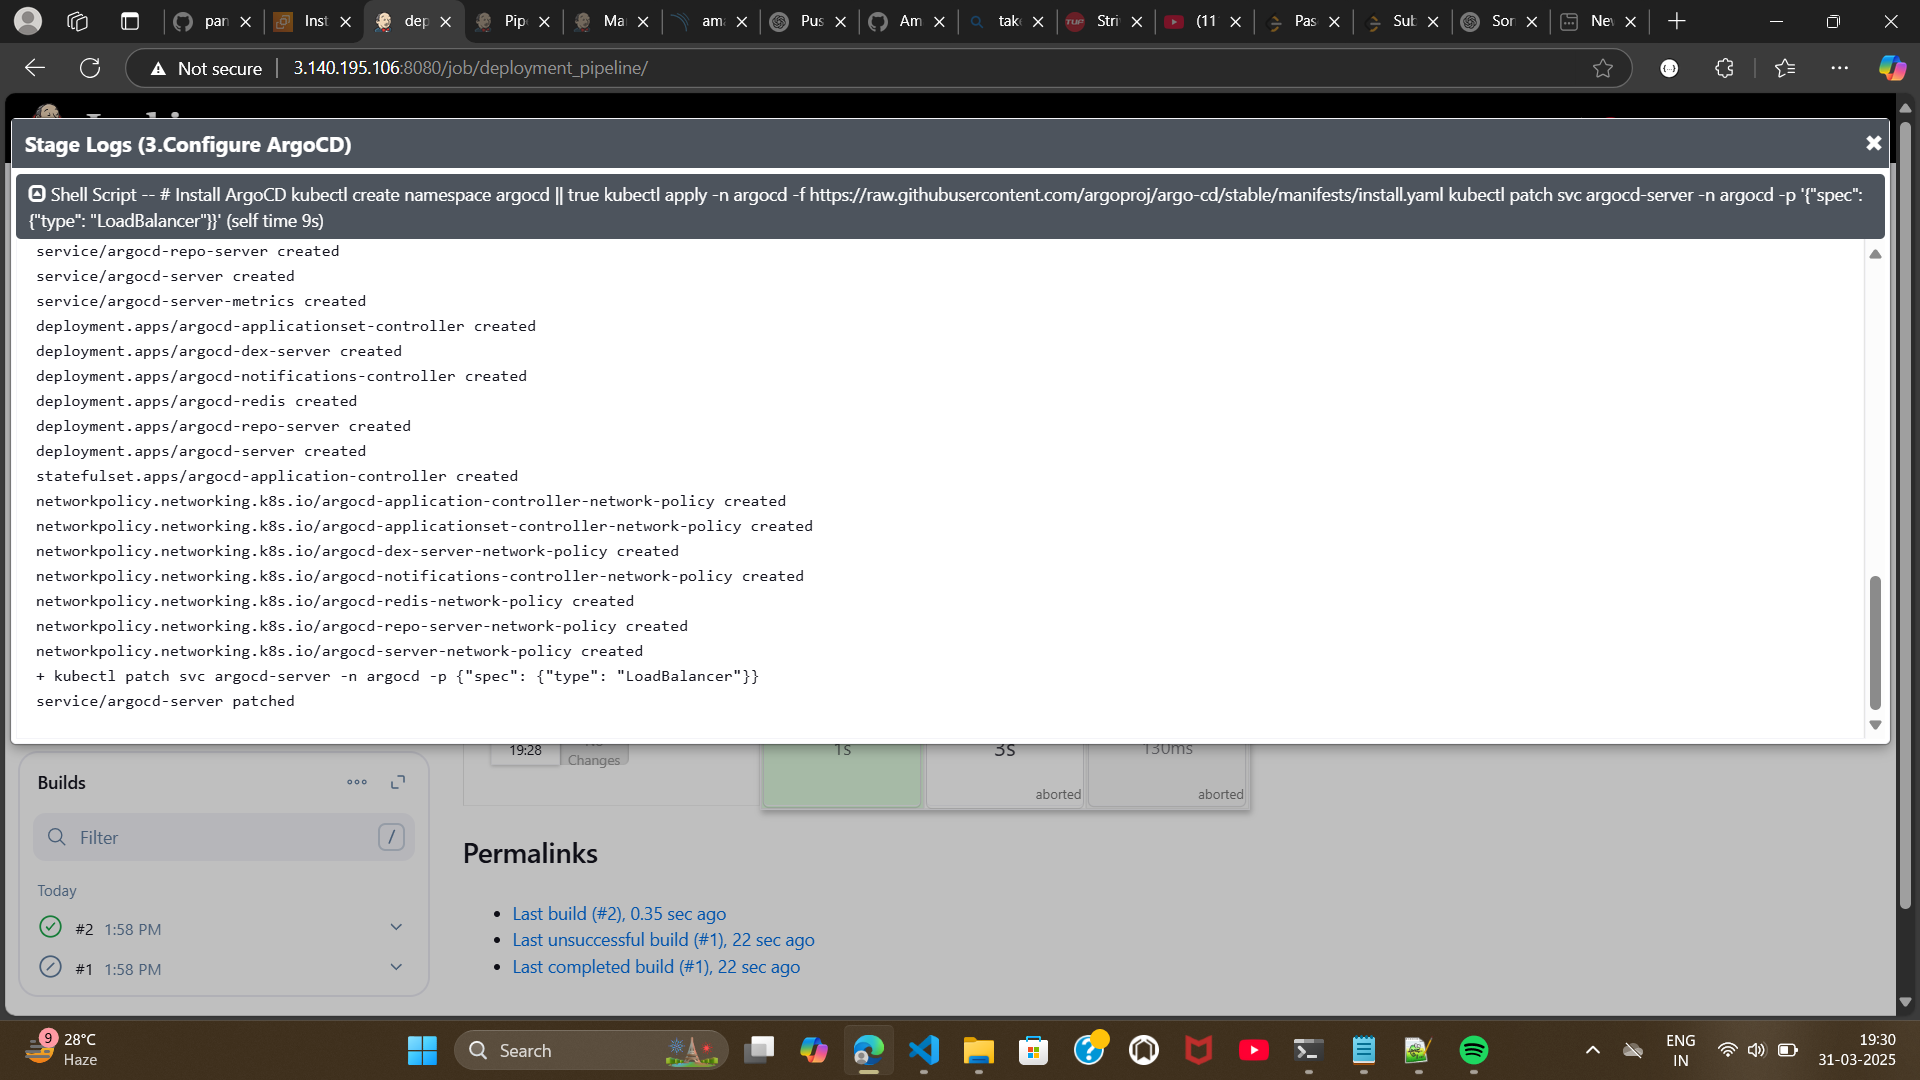 par
Inst
dep
Pip
Ma
ama
Pus
Am
tak
Stri
(11
Pas
Sub
Sor
Nev
Not secure
3.140.195.106:8080/job/deployment_pipeline/
Stage Logs (3.Configure ArgoCD)
Shell Script -- # Install ArgoCD kubectl create namespace argocd || true kubectl apply -n argocd -f https://raw.githubusercontent.com/argoproj/argo-cd/stable/manifests/install.yaml kubectl patch svc argocd-server -n argocd -p '{"spec":
{"type": "LoadBalancer"}}' (self time 9s)
service/argocd-repo-server created
service/argocd-server created
service/argocd-server-metrics created
deployment.apps/argocd-applicationset-controller created
deployment.apps/argocd-dex-server created
deployment.apps/argocd-notifications-controller created
deployment.apps/argocd-redis created
deployment.apps/argocd-repo-server created
deployment.apps/argocd-server created
statefulset.apps/argocd-application-controller created
networkpolicy.networking.k8s.io/argocd-application-controller-network-policy created
networkpolicy.networking.k8s.io/argocd-applicationset-controller-network-policy created
networkpolicy.networking.k8s.io/argocd-dex-server-network-policy created
networkpolicy.networking.k8s.io/argocd-notifications-controller-network-policy created
networkpolicy.networking.k8s.io/argocd-redis-network-policy created
networkpolicy.networking.k8s.io/argocd-repo-server-network-policy created
networkpolicy.networking.k8s.io/argocd-server-network-policy created
+ kubectl patch svc argocd-server -n argocd -p {"spec": {"type": "LoadBalancer"}}
service/argocd-server patched
19:28
Changes
1s
3s
130ms
aborted
aborted
Builds
Filter
/
Today
#2 1:58 PM
#1 1:58 PM
Permalinks
Last build (#2), 0.35 sec ago
Last unsuccessful build (#1), 22 sec ago
Last completed build (#1), 22 sec ago
9
28°C
Haze
Search
ENG
IN
19:30
31-03-2025